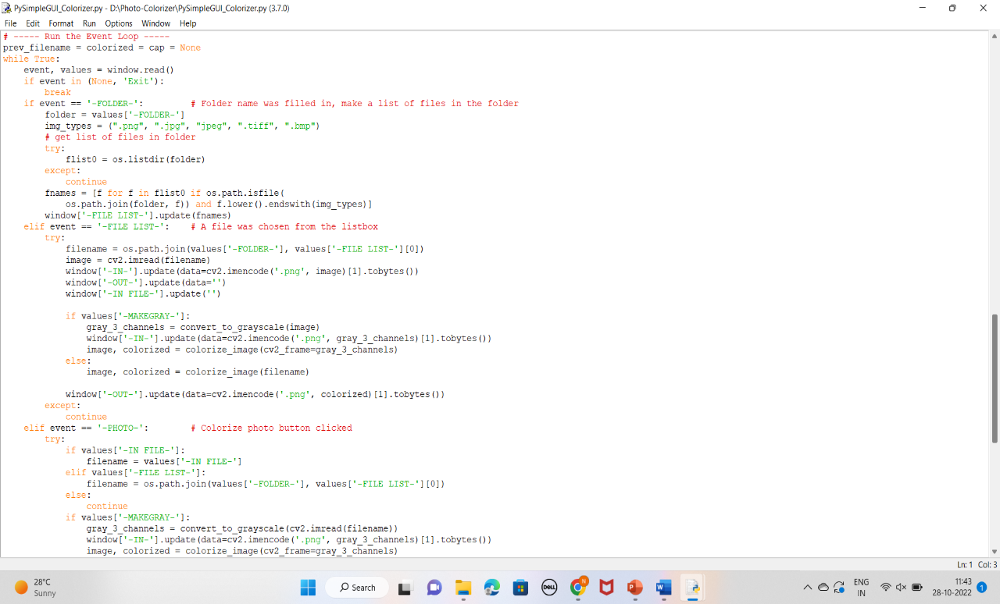 PySimpleGUI_Colorizer.py - D:\Photo-Colorizer\PySimpleGUI_Colorizer.py (3.7.0)
File Edit Format Run Options Window Help
# ----- Run the Event Loop -----
prev_filename = colorized = cap = None
while True:
    event, values = window.read()
    if event in (None, 'Exit'):
        break
    if event == '-FOLDER-':         # Folder name was filled in, make a list of files in the folder
        folder = values['-FOLDER-']
        img_types = (".png", ".jpg", "jpeg", ".tiff", ".bmp")
        # get list of files in folder
        try:
            flist0 = os.listdir(folder)
        except:
            continue
        fnames = [f for f in flist0 if os.path.isfile(
            os.path.join(folder, f)) and f.lower().endswith(img_types)]
        window['-FILE LIST-'].update(fnames)
    elif event == '-FILE LIST-':    # A file was chosen from the listbox
        try:
            filename = os.path.join(values['-FOLDER-'], values['-FILE LIST-'][0])
            image = cv2.imread(filename)
            window['-IN-'].update(data=cv2.imencode('.png', image)[1].tobytes())
            window['-OUT-'].update(data='')
            window['-IN FILE-'].update('')
            if values['-MAKEGRAY-']:
                gray_3_channels = convert_to_grayscale(image)
                window['-IN-'].update(data=cv2.imencode('.png', gray_3_channels)[1].tobytes())
                image, colorized = colorize_image(cv2_frame=gray_3_channels)
            else:
                image, colorized = colorize_image(filename)
            window['-OUT-'].update(data=cv2.imencode('.png', colorized)[1].tobytes())
        except:
            continue
    elif event == '-PHOTO-':        # Colorize photo button clicked
        try:
            if values['-IN FILE-']:
                filename = values['-IN FILE-']
            elif values['-FILE LIST-']:
                filename = os.path.join(values['-FOLDER-'], values['-FILE LIST-'][0])
            else:
                continue
            if values['-MAKEGRAY-']:
                gray_3_channels = convert_to_grayscale(cv2.imread(filename))
                window['-IN-'].update(data=cv2.imencode('.png', gray_3_channels)[1].tobytes())
                image, colorized = colorize_image(cv2_frame=gray_3_channels)
Ln: 1 Col: 3
28°C
Sunny
Search
DELL
N
P
W
ENG
IN
11:43
28-10-2022
1